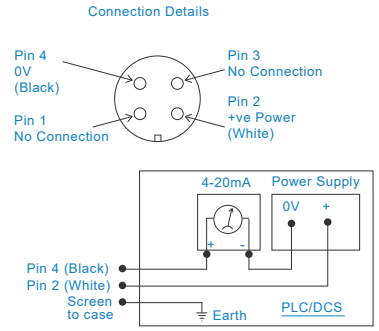 Connection Details
Pin 4
0V
(Black)
Pin 3
No Connection
Pin 1
No Connection
Pin 2
+ve Power
(White)
4-20mA
Power Supply
0V +
+ -
Pin 4 (Black)
Pin 2 (White)
Screen
to case
Earth
PLC/DCS